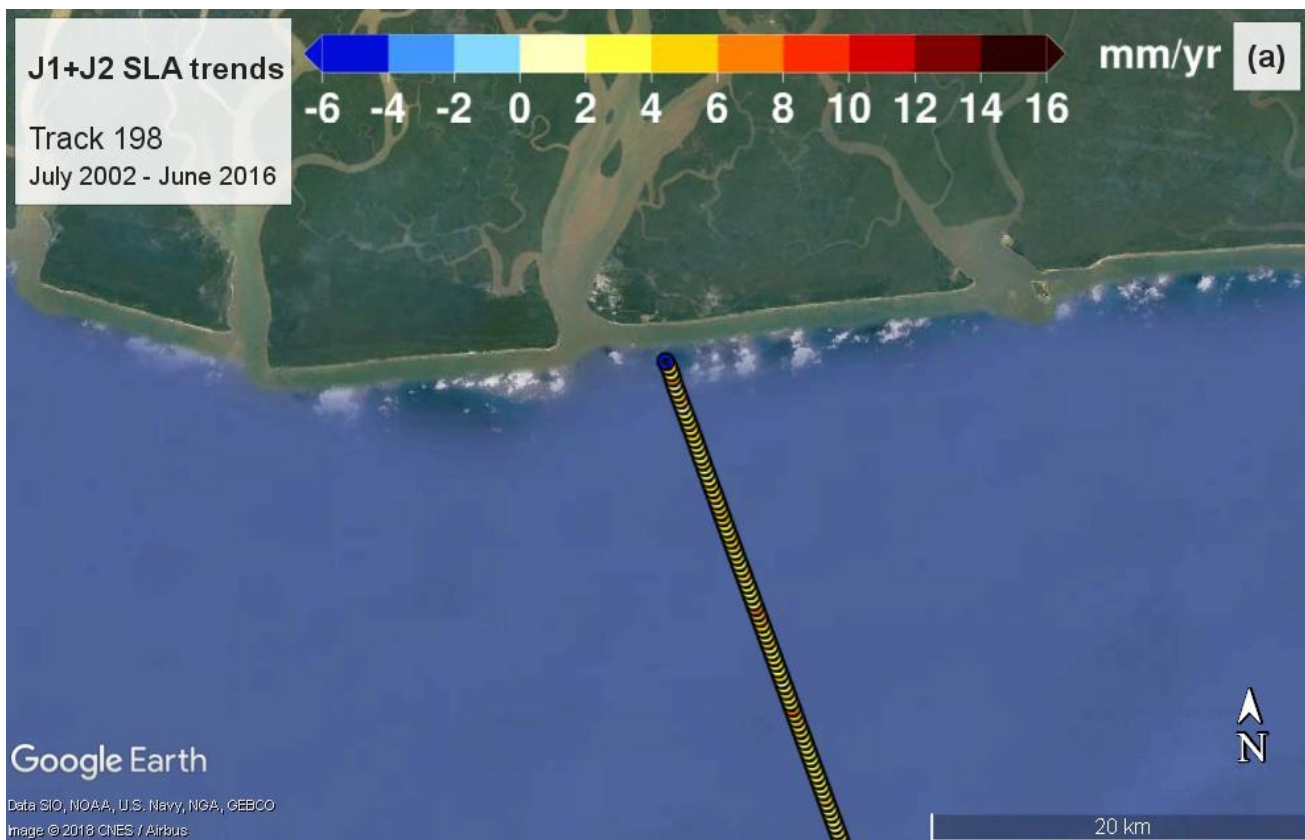 J1+J2 SLA trends
Track 198
July 2002 - June 2016
-6 -4 -2 0 2 4 6 8 10 12 14 16
mm/yr
(a)
N
Google Earth
Data SIO, NOAA, U.S. Navy, NGA, GEBCO
Image © 2018 CNES / Airbus
20 km